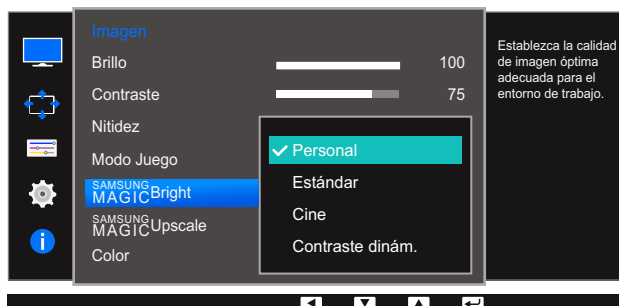 Imagen
Brillo 100
Contraste 75
Nitidez
Modo Juego
SAMSUNG MAGICBright
SAMSUNG MAGICUpscale
Color
Personal
Estándar
Cine
Contraste dinám.
Establezca la calidad
de imagen óptima
adecuada para el
entorno de trabajo.